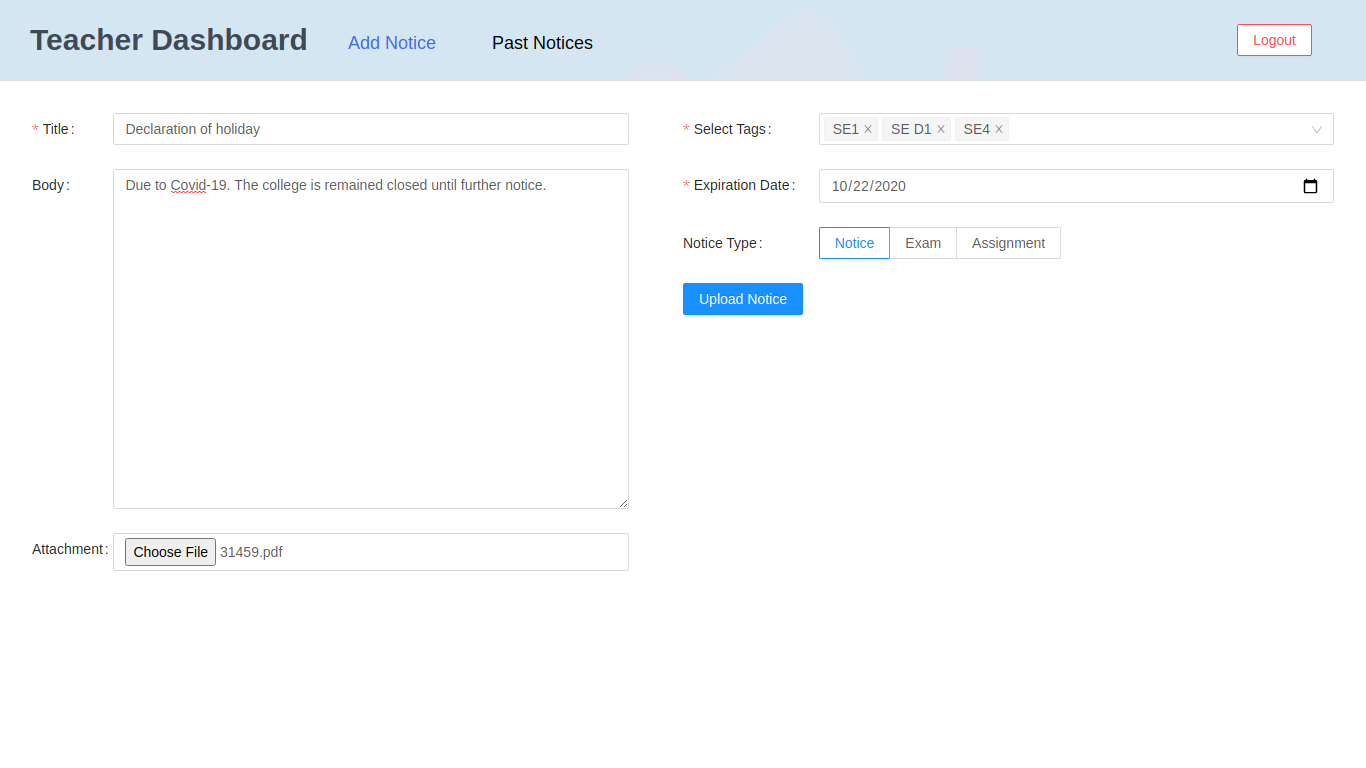 Teacher Dashboard Add Notice Past Notices Logout
* Title:
Declaration of holiday
Body:
Due to Covid-19. The college is remained closed until further notice.
Attachment:
Choose File 31459.pdf
* Select Tags:
SE1 SE D1 SE4
* Expiration Date:
10/22/2020
Notice Type:
Notice Exam Assignment
Upload Notice